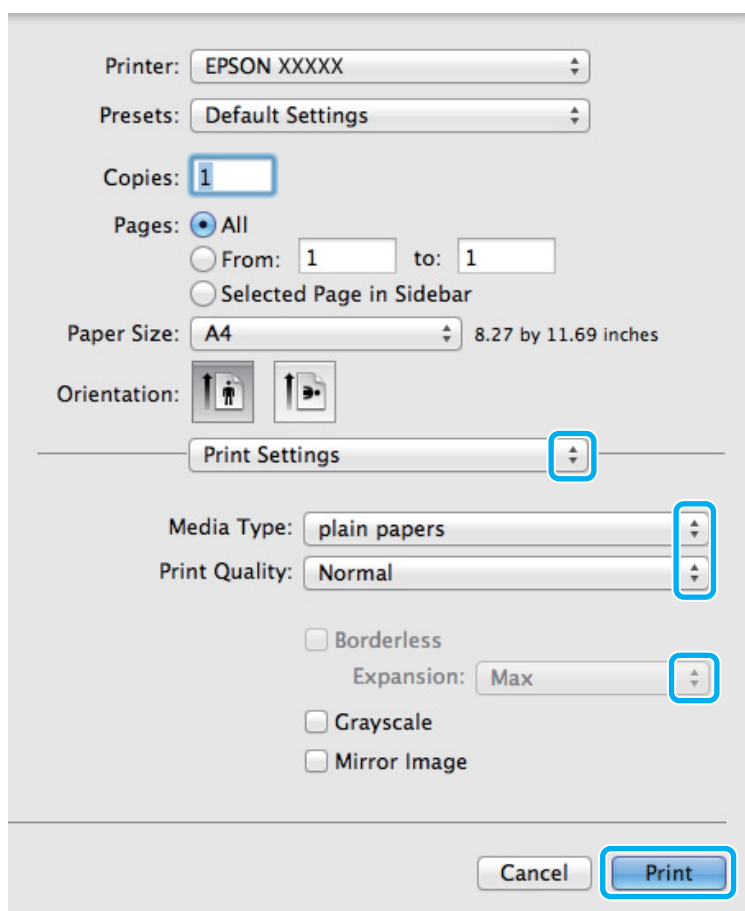 Printer: EPSON XXXXX
Presets: Default Settings
Copies: 1
Pages: All
From: 1 to: 1
Selected Page in Sidebar
Paper Size: A4 8.27 by 11.69 inches
Orientation:
Print Settings
Media Type: plain papers
Print Quality: Normal
Borderless
Expansion: Max
Grayscale
Mirror Image
Cancel Print